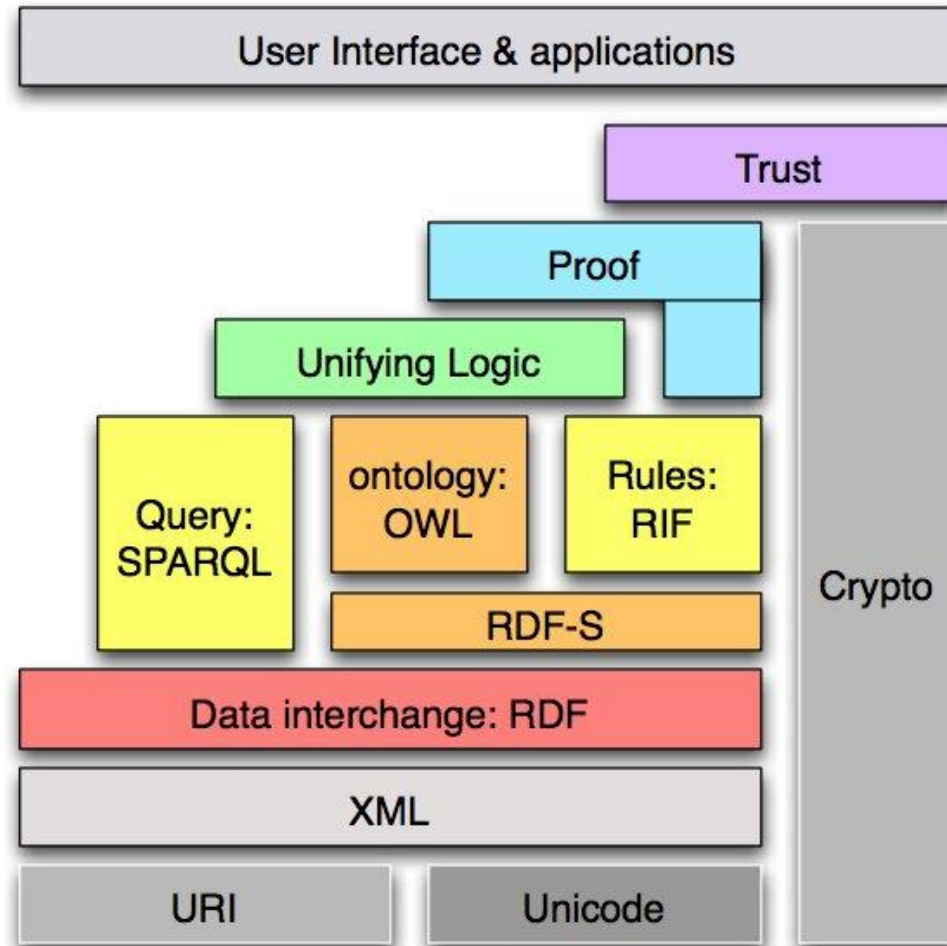 User Interface & applications
Trust
Proof
Unifying Logic
Query:
SPARQL
ontology:
OWL
Rules:
RIF
Crypto
RDF-S
Data interchange: RDF
XML
URI
Unicode